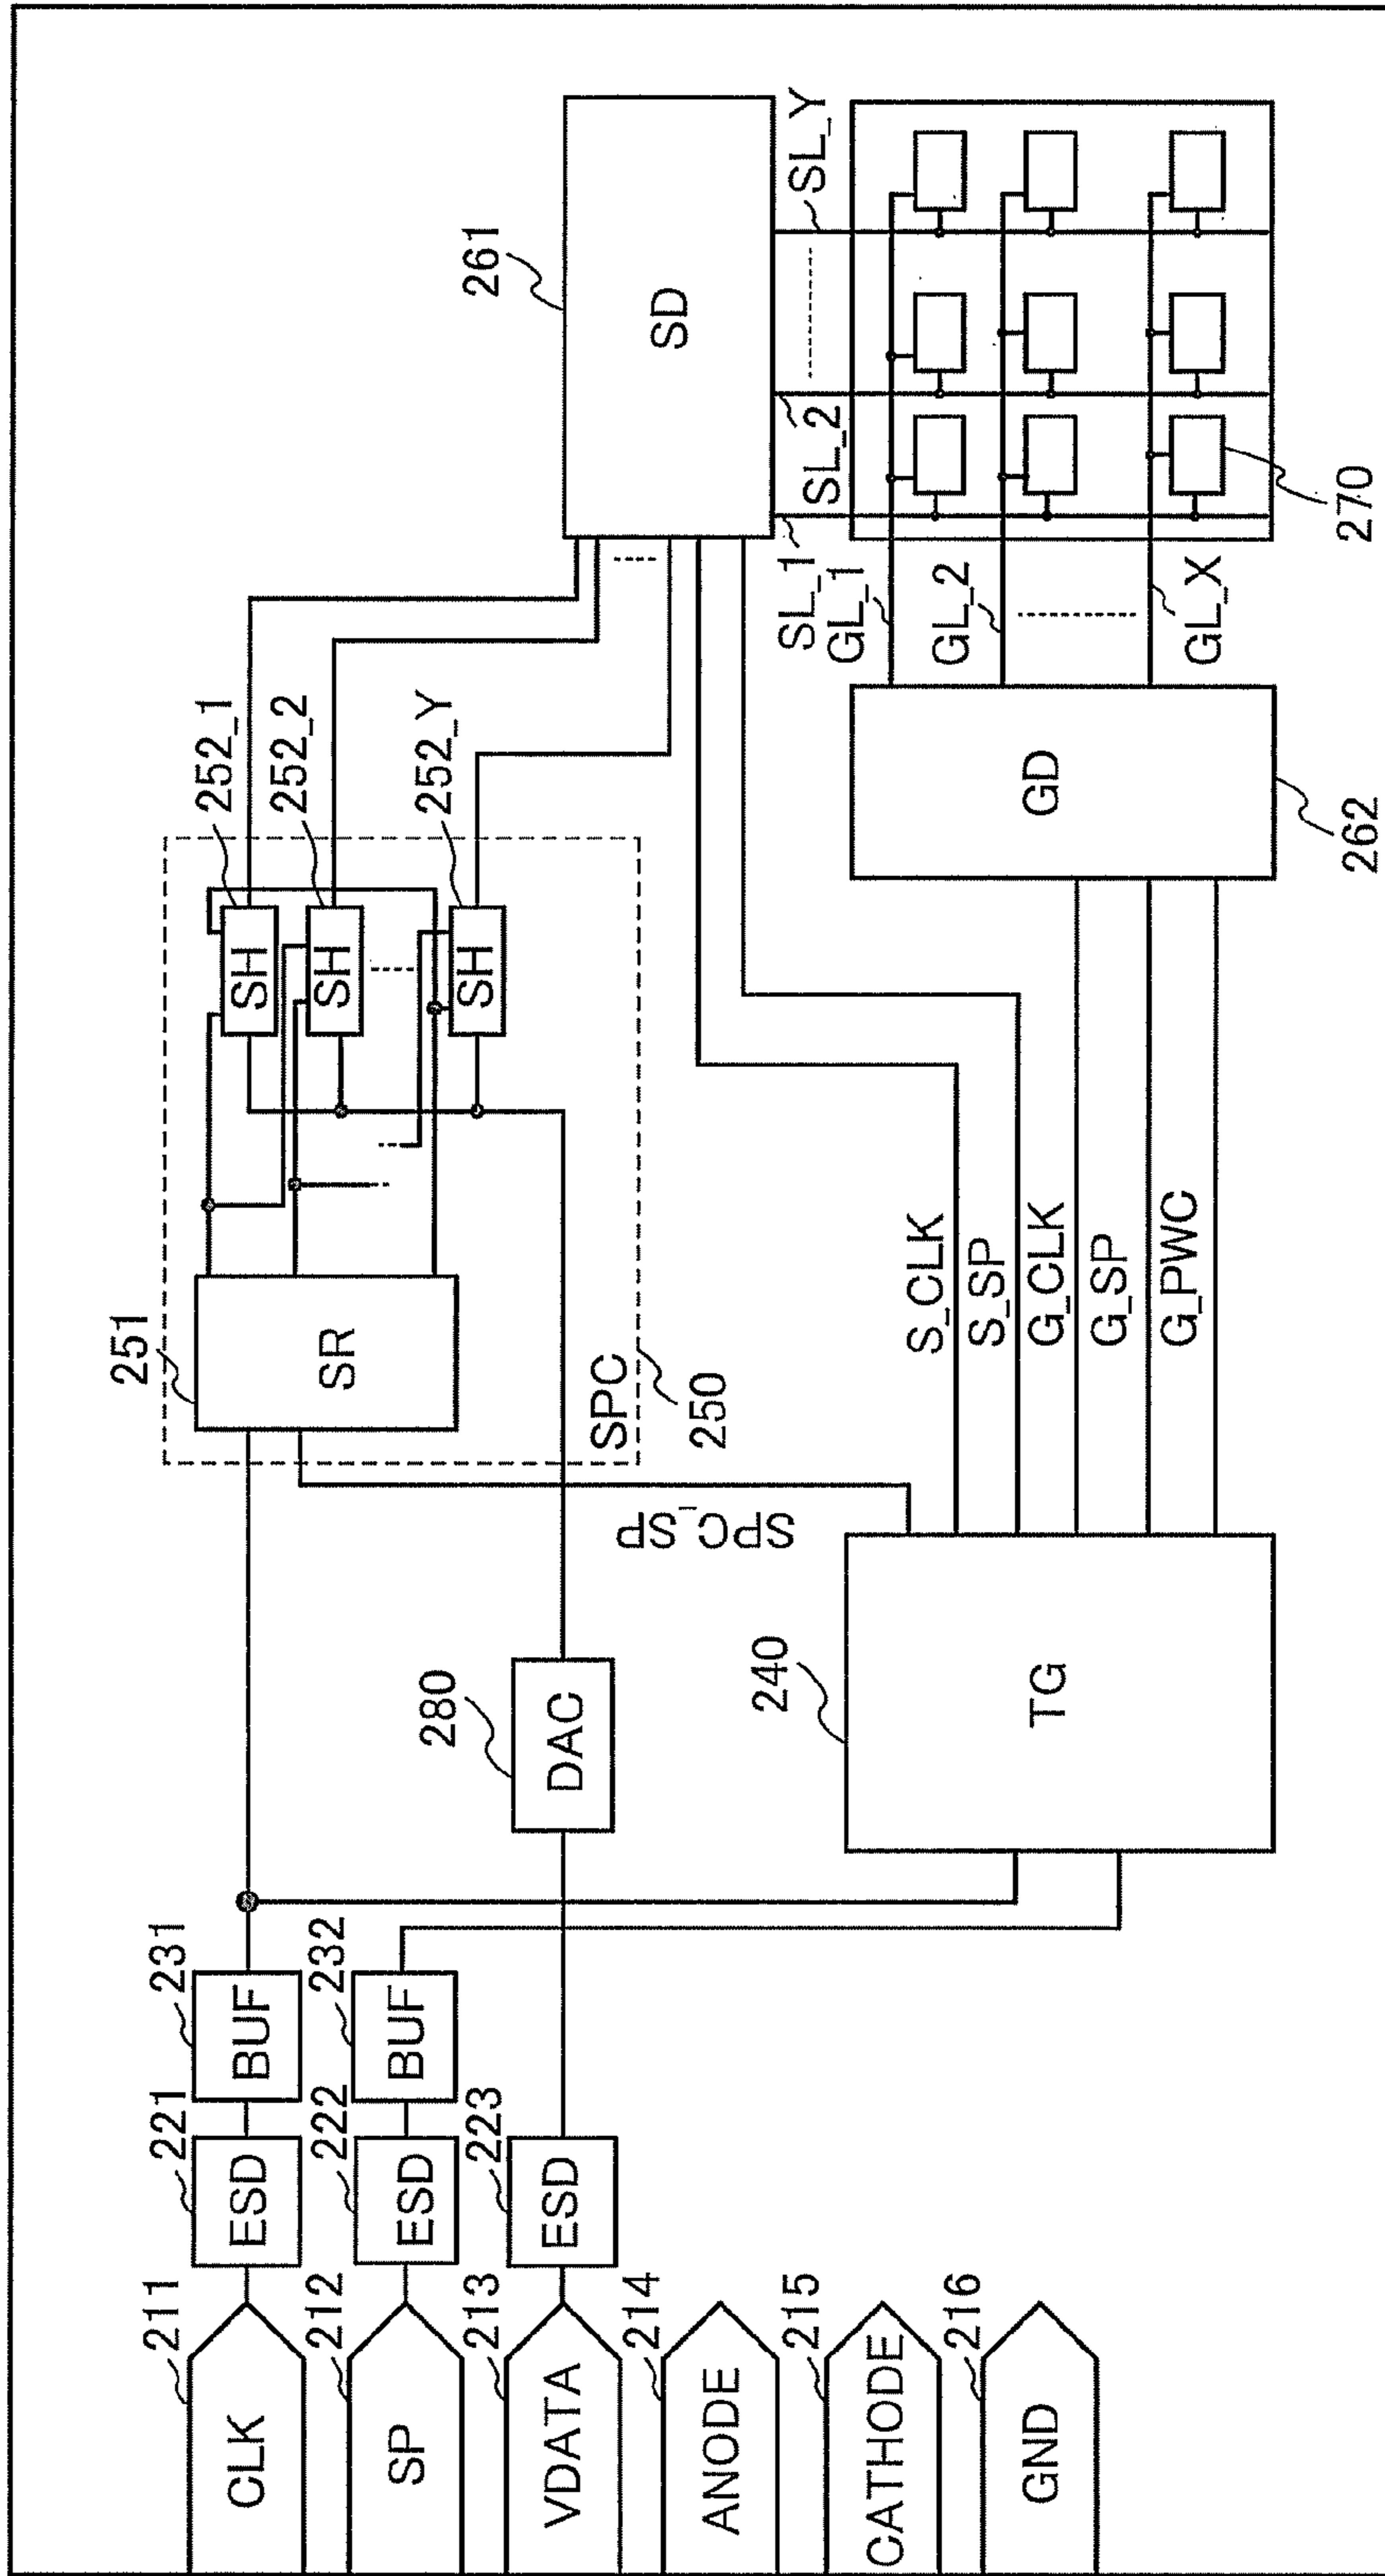 211
CLK
221
ESD
231
BUF
212
SP
222
ESD
232
BUF
213
VDATA
223
ESD
280
DAC
214
ANODE
215
CATHODE
216
GND
240
TG
SPC_SP
251
SR
SPC
250
SH
252_1
SH
252_2
SH
252_Y
S_CLK
S_SP
G_CLK
G_SP
G_PWC
261
SD
SL_1
SL_2
SL_Y
GD
262
GL_1
GL_2
GL_X
270